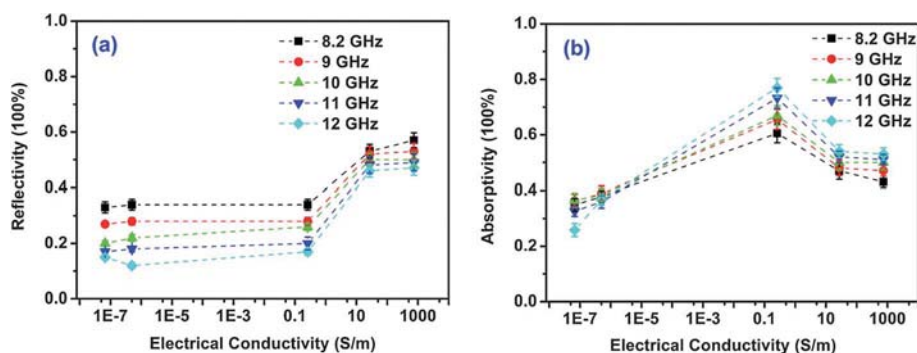 (a)
8.2 GHz
9 GHz
10 GHz
11 GHz
12 GHz
Reflectivity (100%)
1.0
0.8
0.6
0.4
0.2
0.0
1E-7 1E-5 1E-3 0.1 10 1000
Electrical Conductivity (S/m)
(b)
8.2 GHz
9 GHz
10 GHz
11 GHz
12 GHz
Absorptivity (100%)
1.0
0.8
0.6
0.4
0.2
0.0
1E-7 1E-5 1E-3 0.1 10 1000
Electrical Conductivity (S/m)